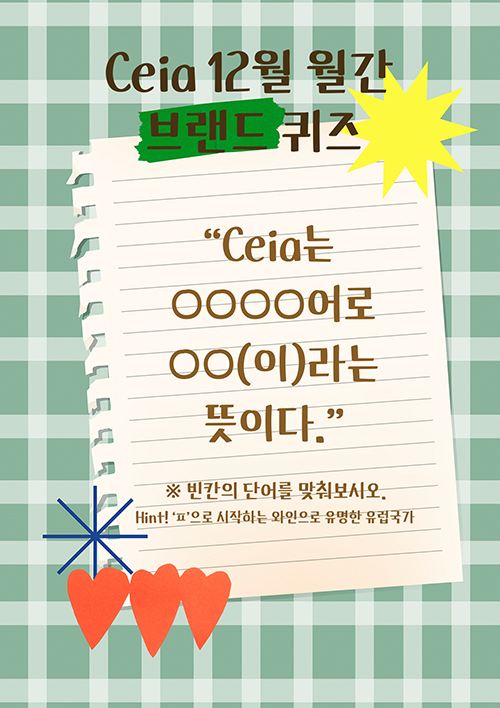 Ceia 12월 월간
브랜드 퀴즈
“Ceia는
○○○○어로
○○(이)라는
뜻이다.”
※ 빈칸의 단어를 맞춰보시오.
Hint! ‘ㅍ’으로 시작하는 와인으로 유명한 유럽국가